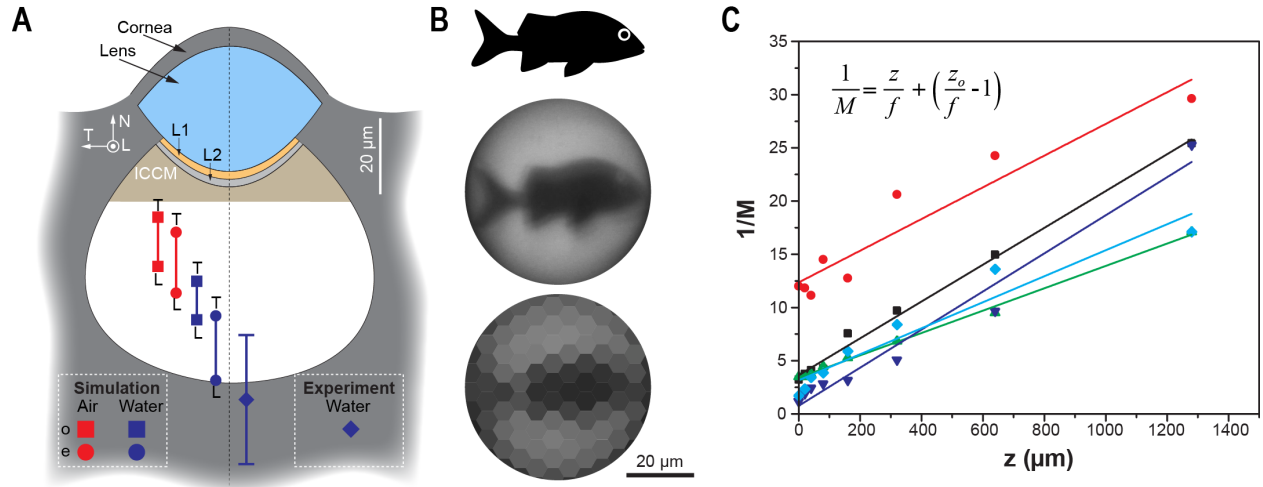 A
Cornea
Lens
N
T
L
L1
L2
ICCM
20 µm
T
T
L
L
T
T
L
L
Simulation
Air Water
o
e
Experiment
Water
B
20 µm
C
1/M = z/f + (z_o/f - 1)
35
30
25
20
15
10
5
0
1/M
0 200 400 600 800 1000 1200 1400
z (µm)